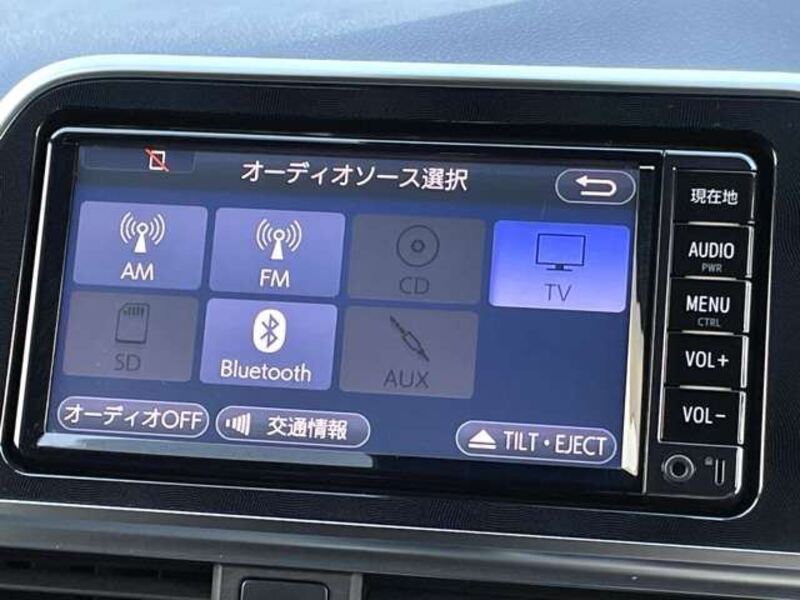 オーディオソース選択
AM
FM
CD
TV
SD
Bluetooth
AUX
オーディオOFF
交通情報
TILT・EJECT
現在地
AUDIO
PWR
MENU
CTRL
VOL+
VOL-